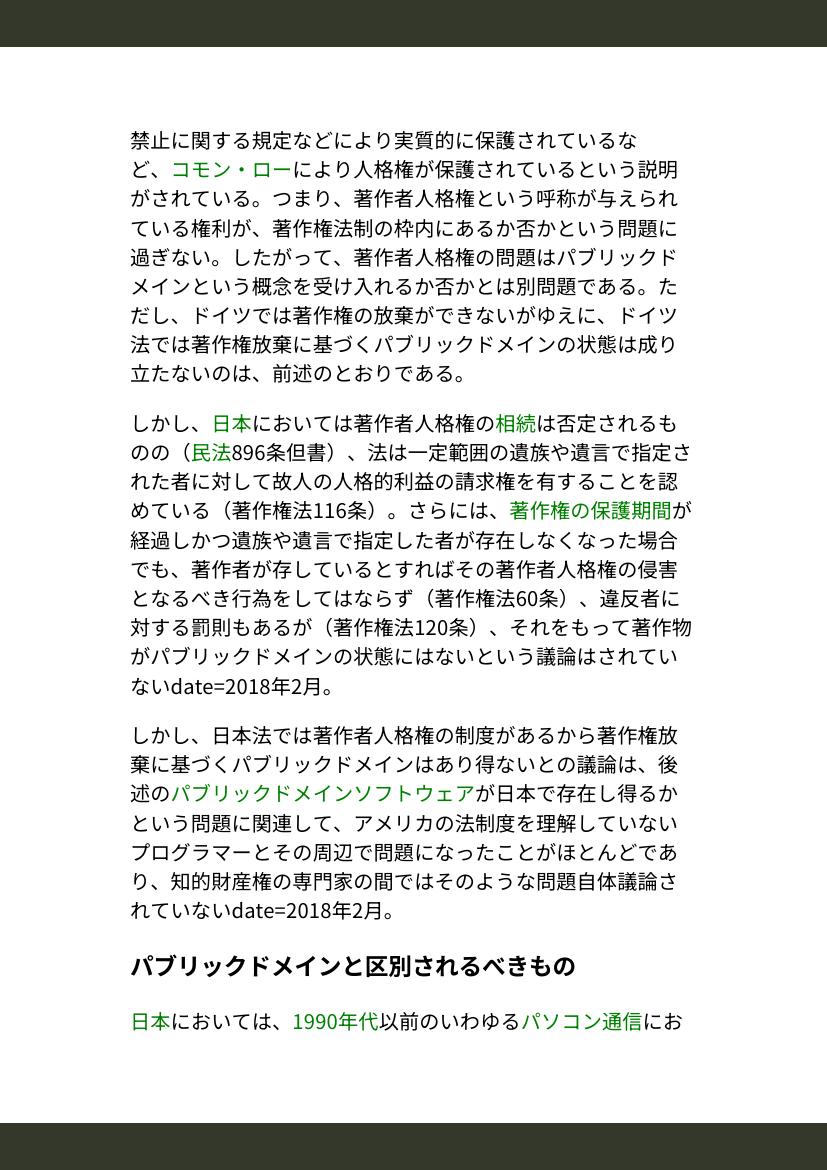 禁止に関する規定などにより実質的に保護されているな
ど、コモン・ローにより人格権が保護されているという説明
がされている。つまり、著作者人格権という呼称が与えられ
ている権利が、著作権法制の枠内にあるか否かという問題に
過ぎない。したがって、著作者人格権の問題はパブリックド
メインという概念を受け入れるか否かとは別問題である。た
だし、ドイツでは著作権の放棄ができないがゆえに、ドイツ
法では著作権放棄に基づくパブリックドメインの状態は成り
立たないのは、前述のとおりである。
しかし、日本においては著作者人格権の相続は否定されるも
のの（民法896条但書）、法は一定範囲の遺族や遺言で指定さ
れた者に対して故人の人格的利益の請求権を有することを認
めている（著作権法116条）。さらには、著作権の保護期間が
経過しかつ遺族や遺言で指定した者が存在しなくなった場合
でも、著作者が存しているとすればその著作者人格権の侵害
となるべき行為をしてはならず（著作権法60条）、違反者に
対する罰則もあるが（著作権法120条）、それをもって著作物
がパブリックドメインの状態にはないという議論はされてい
ないdate=2018年2月。
しかし、日本法では著作者人格権の制度があるから著作権放
棄に基づくパブリックドメインはあり得ないとの議論は、後
述のパブリックドメインソフトウェアが日本で存在し得るか
という問題に関連して、アメリカの法制度を理解していない
プログラマーとその周辺で問題になったことがほとんどであ
り、知的財産権の専門家の間ではそのような問題自体議論さ
れていないdate=2018年2月。
パブリックドメインと区別されるべきもの
日本においては、1990年代以前のいわゆるパソコン通信にお